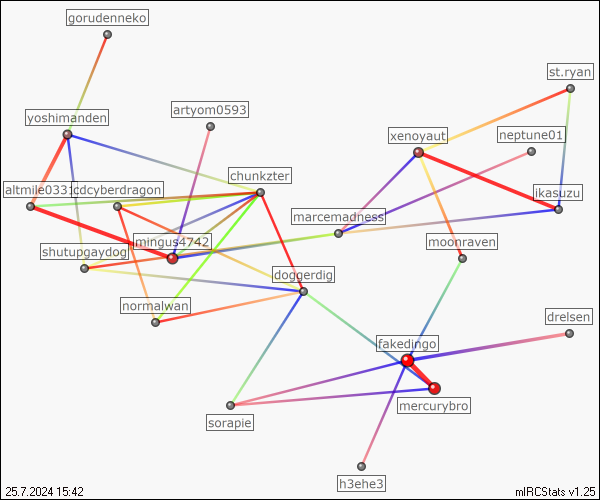 gorudenneko
st.ryan
artyom0593
yoshimanden
neptune01
xenoyaut
chunkzter
altmile0331
cdcyberdragon
ikasuzu
marcemadness
mingus4742
moonraven
shutupgaydog
doggerdig
normalwan
drelsen
fakedingo
mercurybro
sorapie
h3ehe3
25.7.2024 15:42
mIRCStats v1.25